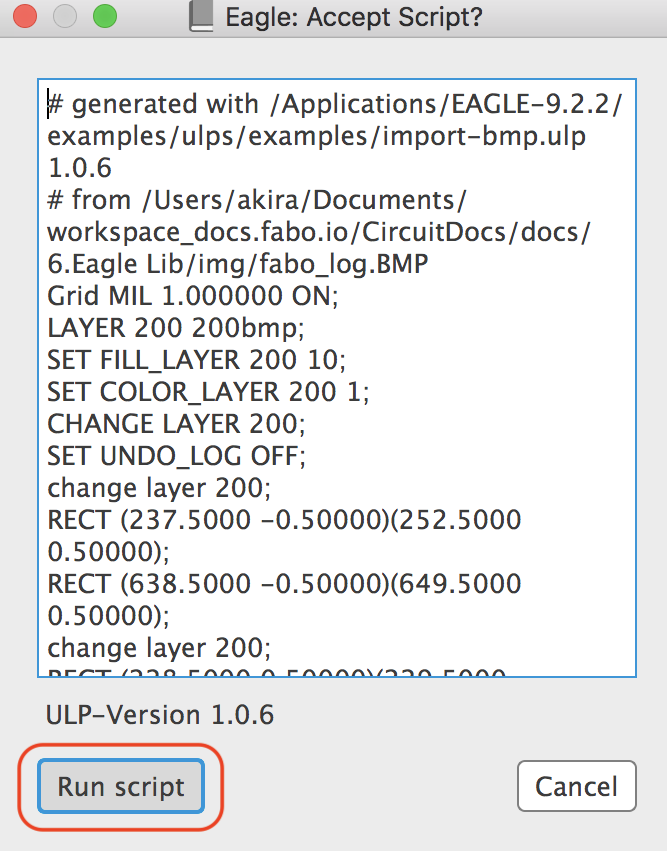 Eagle: Accept Script?
# generated with /Applications/EAGLE-9.2.2/
examples/ulps/examples/import-bmp.ulp
1.0.6
# from /Users/akira/Documents/
workspace_docs.fabo.io/CircuitDocs/docs/
6.Eagle Lib/img/fabo_log.BMP
Grid MIL 1.000000 ON;
LAYER 200 200bmp;
SET FILL_LAYER 200 10;
SET COLOR_LAYER 200 1;
CHANGE LAYER 200;
SET UNDO_LOG OFF;
change layer 200;
RECT (237.5000 -0.50000)(252.5000
0.50000);
RECT (638.5000 -0.50000)(649.5000
0.50000);
change layer 200;
ULP-Version 1.0.6
Run script
Cancel